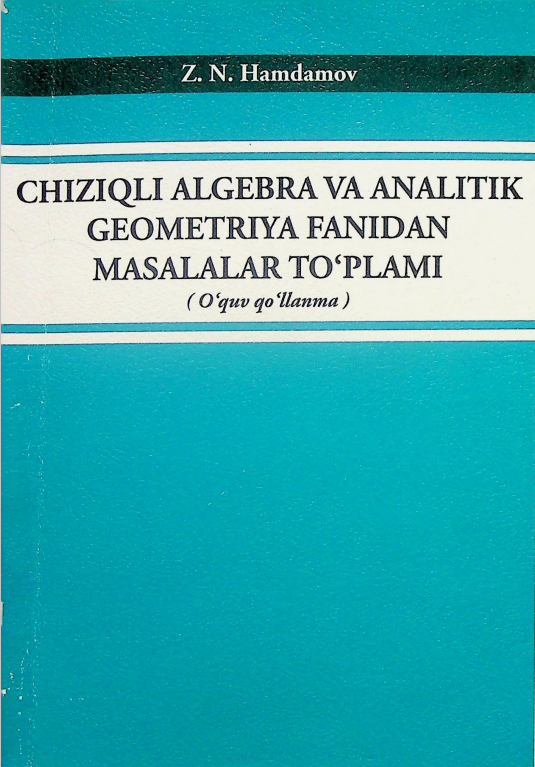 Z. N. Hamdamov
CHIZIQLI ALGEBRA VA ANALITIK
GEOMETRIYA FANIDAN
MASALALAR TO‘PLAMI
( O‘quv qo‘llanma )